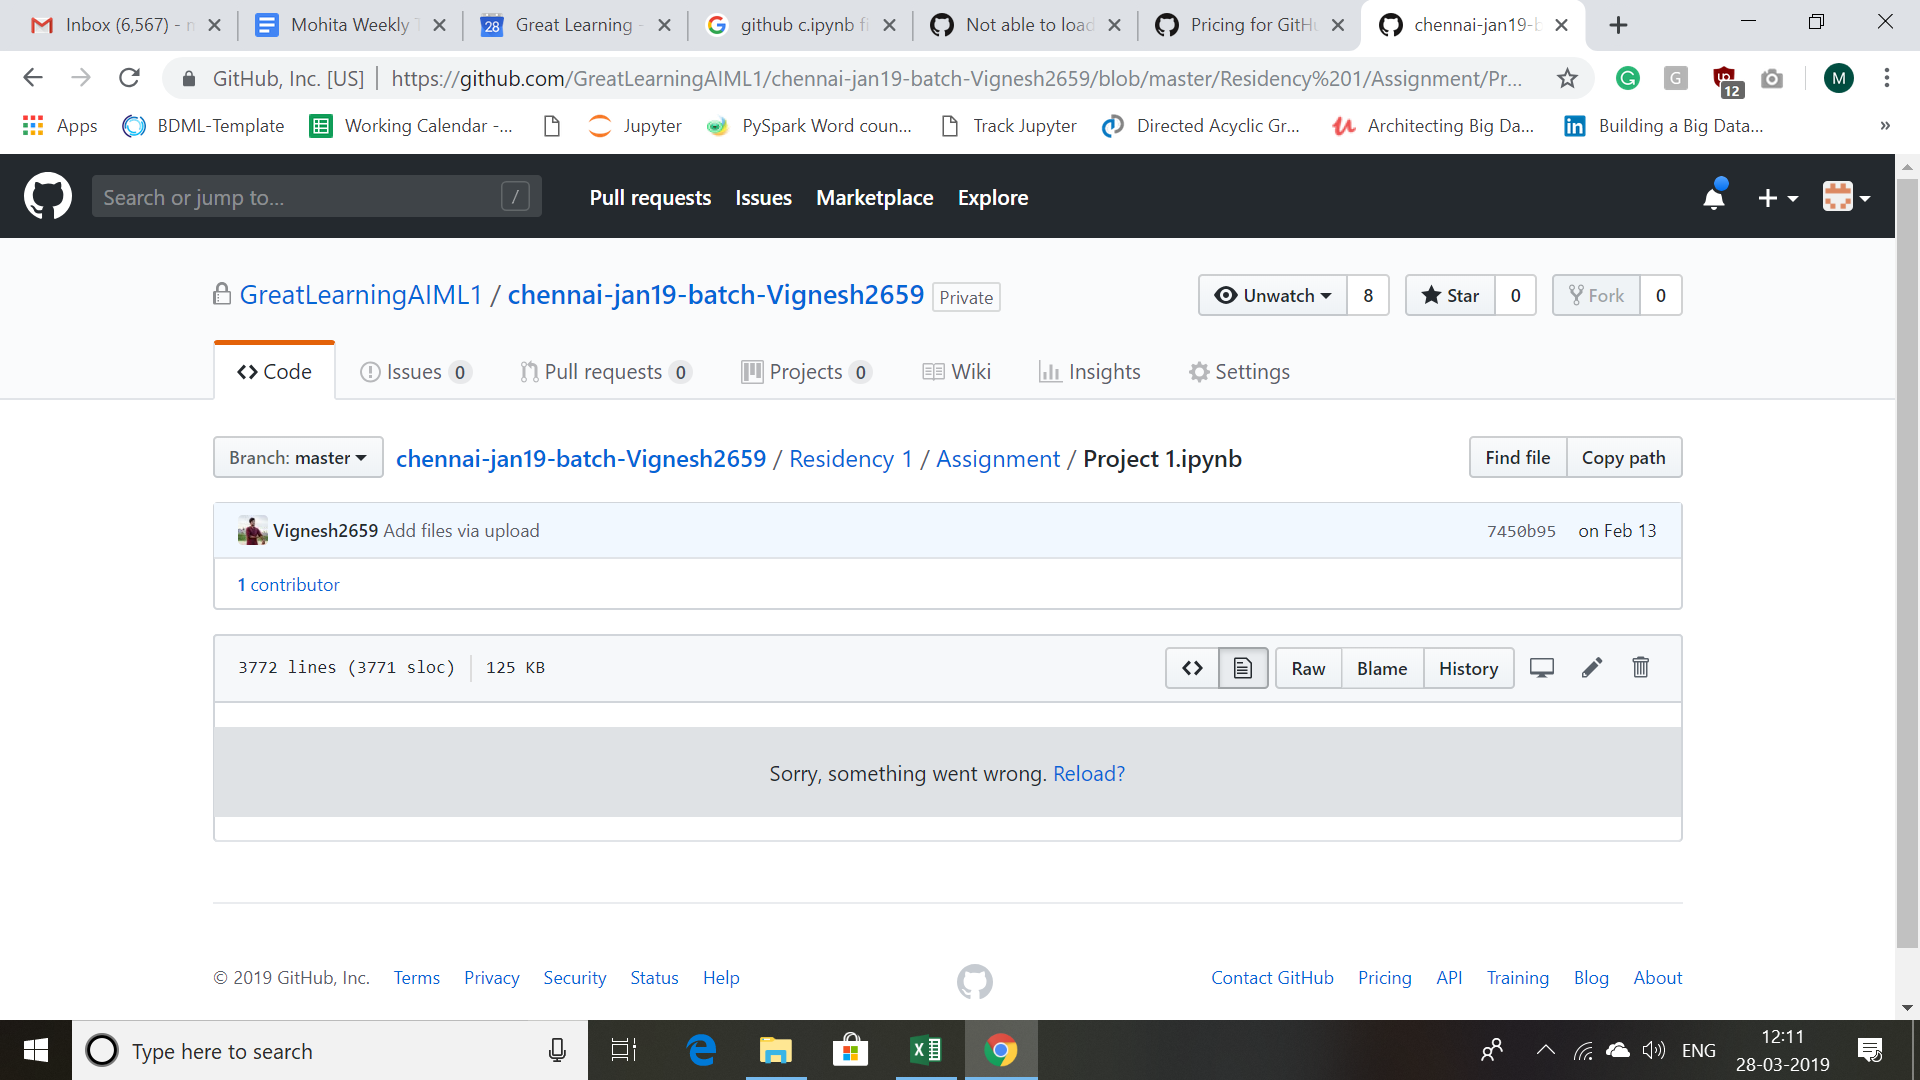 Inbox (6,567) - m
Mohita Weekly T
Great Learning -
github c.ipynb fi
Not able to load
Pricing for GitHu
chennai-jan19-b
28
GitHub, Inc. [US]
https://github.com/GreatLearningAIML1/chennai-jan19-batch-Vignesh2659/blob/master/Residency%201/Assignment/Pr...
G
G
12
M
Apps
BDML-Template
Working Calendar -...
Jupyter
PySpark Word coun...
Track Jupyter
Directed Acyclic Gr...
Architecting Big Da...
in
Building a Big Data...
»
Search or jump to...
/
Pull requests
Issues
Marketplace
Explore
GreatLearningAIML1 / chennai-jan19-batch-Vignesh2659
Private
Unwatch
8
Star
0
Fork
0
Code
Issues 0
Pull requests 0
Projects 0
Wiki
Insights
Settings
Branch: master
chennai-jan19-batch-Vignesh2659 / Residency 1 / Assignment / Project 1.ipynb
Find file
Copy path
Vignesh2659 Add files via upload
7450b95
on Feb 13
1 contributor
3772 lines (3771 sloc)
125 KB
Raw
Blame
History
Sorry, something went wrong. Reload?
© 2019 GitHub, Inc.
Terms
Privacy
Security
Status
Help
Contact GitHub
Pricing
API
Training
Blog
About
Type here to search
ENG
12:11
28-03-2019